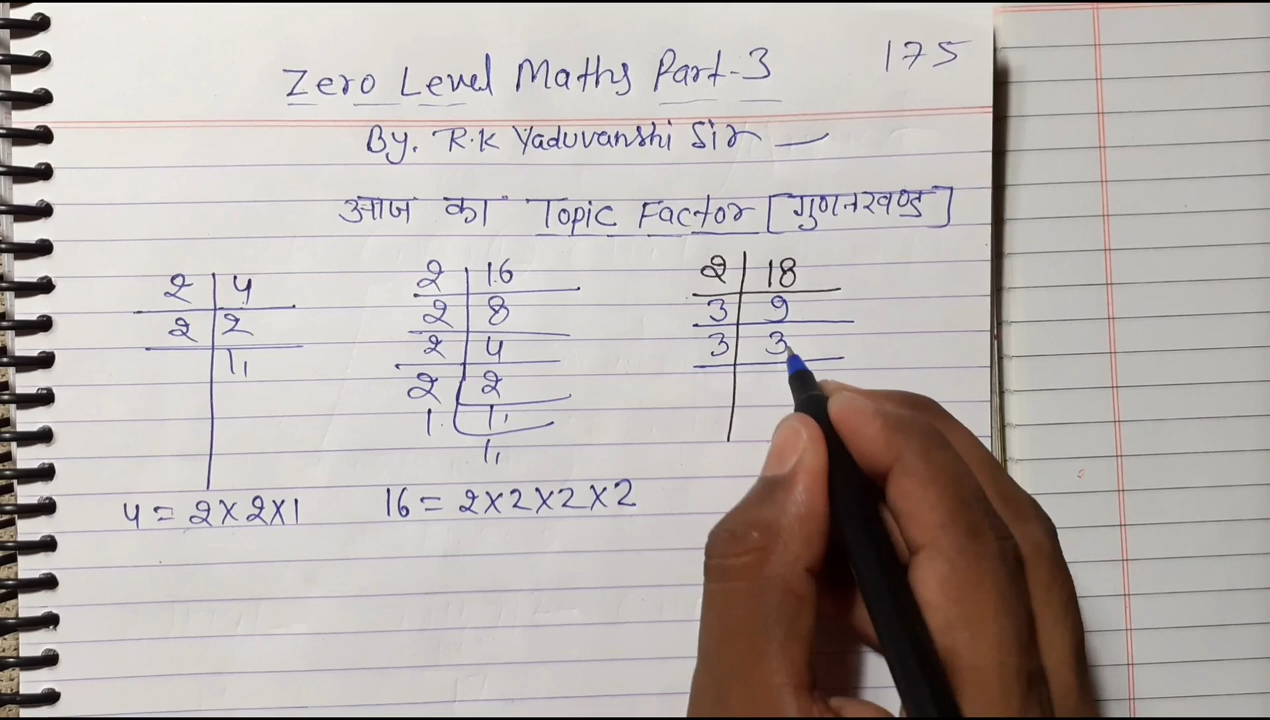 175
Zero Level Maths Part-3
By. R.K Yaduvanshi Sir
आज का Topic Factor [गुणनखण्ड]
2 | 4
2 | 2
1
2 | 16
2 | 8
2 | 4
2 | 2
1. | 1
1
2 | 18
3 | 9
3 | 3
4 = 2×2×1
16 = 2×2×2×2